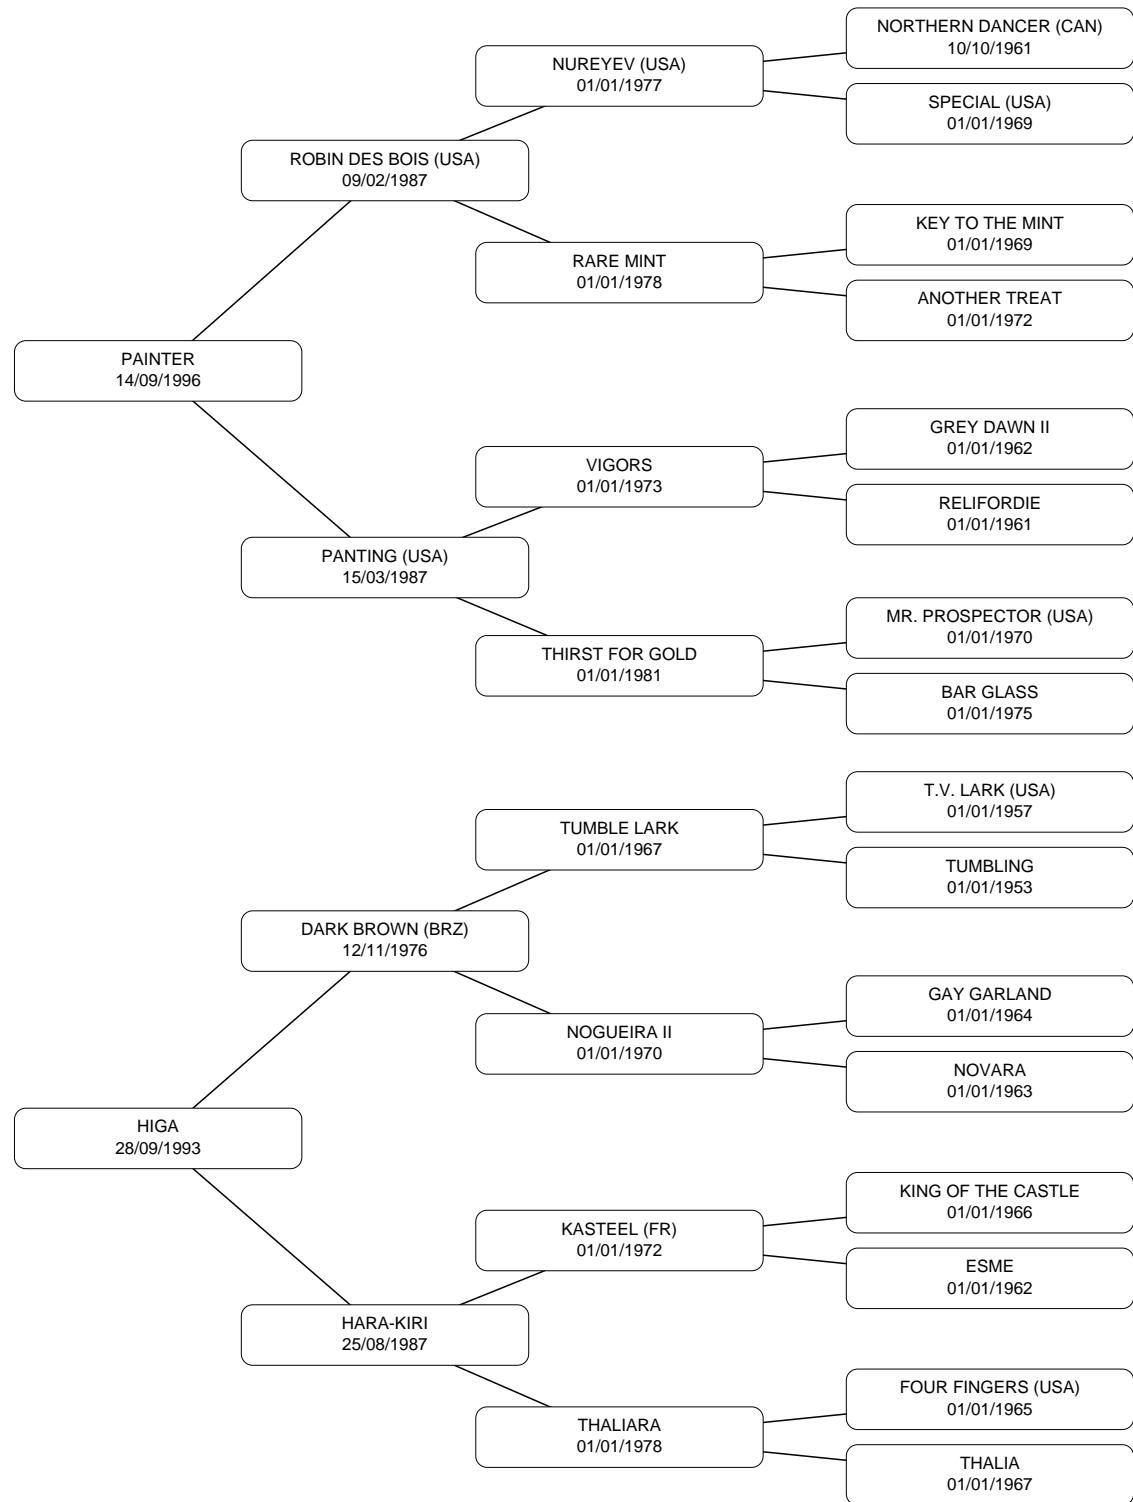 NORTHERN DANCER (CAN)
10/10/1961
NUREYEV (USA)
01/01/1977
SPECIAL (USA)
01/01/1969
ROBIN DES BOIS (USA)
09/02/1987
KEY TO THE MINT
01/01/1969
RARE MINT
01/01/1978
ANOTHER TREAT
01/01/1972
PAINTER
14/09/1996
GREY DAWN II
01/01/1962
VIGORS
01/01/1973
RELIFORDIE
01/01/1961
PANTING (USA)
15/03/1987
MR. PROSPECTOR (USA)
01/01/1970
THIRST FOR GOLD
01/01/1981
BAR GLASS
01/01/1975
T.V. LARK (USA)
01/01/1957
TUMBLE LARK
01/01/1967
TUMBLING
01/01/1953
DARK BROWN (BRZ)
12/11/1976
GAY GARLAND
01/01/1964
NOGUEIRA II
01/01/1970
NOVARA
01/01/1963
HIGA
28/09/1993
KING OF THE CASTLE
01/01/1966
KASTEEL (FR)
01/01/1972
ESME
01/01/1962
HARA-KIRI
25/08/1987
FOUR FINGERS (USA)
01/01/1965
THALIARA
01/01/1978
THALIA
01/01/1967